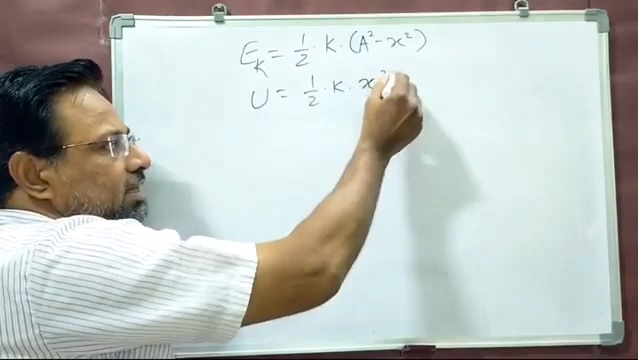 E_K = 1/2 · K · (A² - x²)
U = 1/2 · K · x²